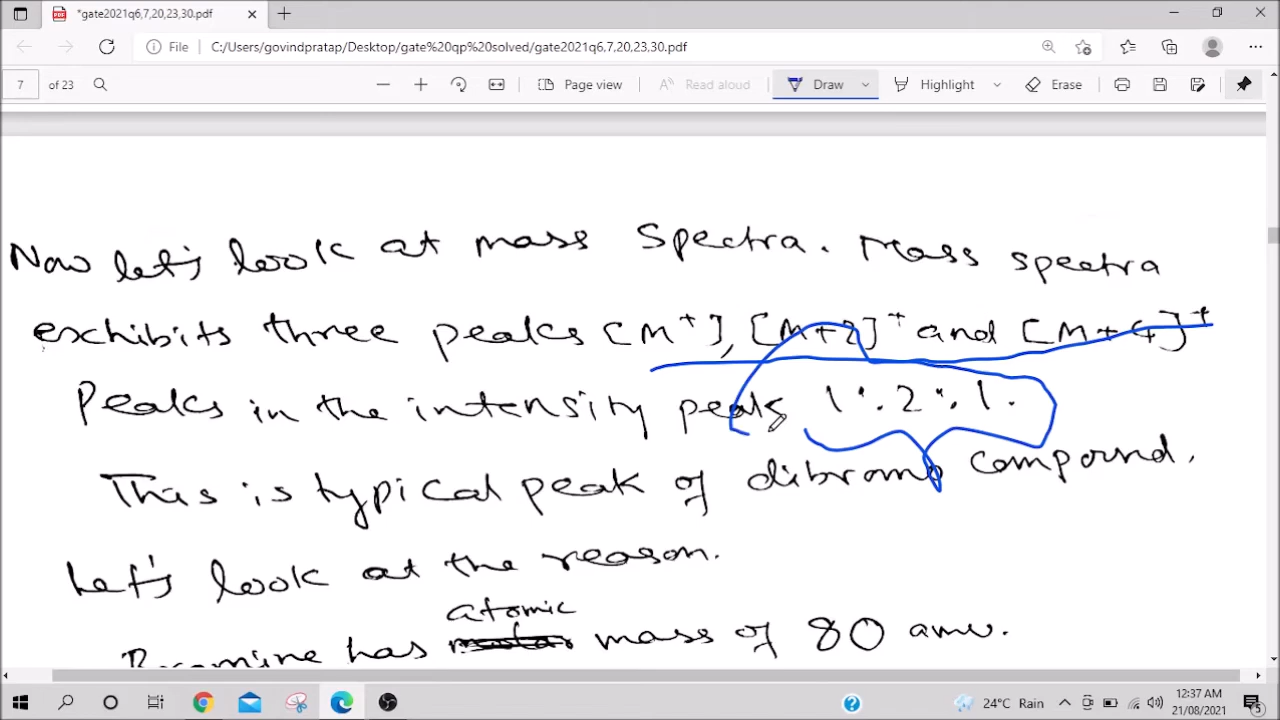 *gate2021q6,7,20,23,30.pdf
File C:/Users/govindpratap/Desktop/gate%20qp%20solved/gate2021q6,7,20,23,30.pdf
7 of 23 Page view Read aloud Draw Highlight Erase
Now let's look at mass Spectra. Mass spectra
exhibits three peaks [M+], [M+2]+ and [M+4]+
Peaks in the intensity peaks 1:2:1.
This is typical peak of dibromo compound.
Let's look at the reason.
atomic
Bromine has mass of 80 amu.
24°C Rain
12:37 AM
21/08/2021
5